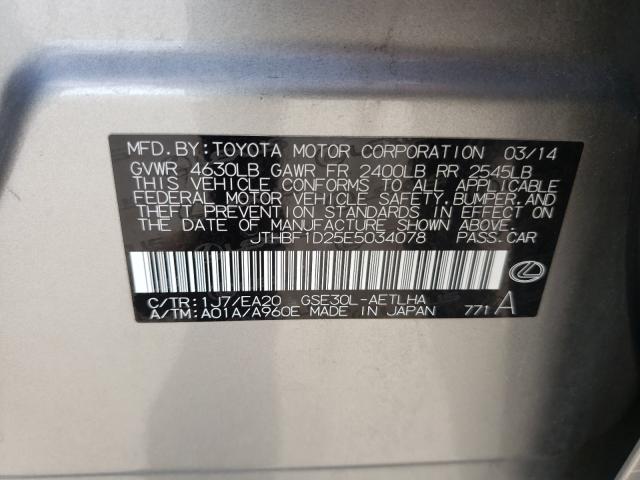 MFD. BY: TOYOTA MOTOR CORPORATION 03/14
GVWR 4630LB GAWR FR 2400LB RR 2545LB
THIS VEHICLE CONFORMS TO ALL APPLICABLE
FEDERAL MOTOR VEHICLE SAFETY, BUMPER, AND
THEFT PREVENTION STANDARDS IN EFFECT ON
THE DATE OF MANUFACTURE SHOWN ABOVE.
JTHBF1D25E5034078 PASS. CAR
C/TR: 1J7/EA20 GSE30L-AETLHA
A/TM: A01A/A960E MADE IN JAPAN 771 A